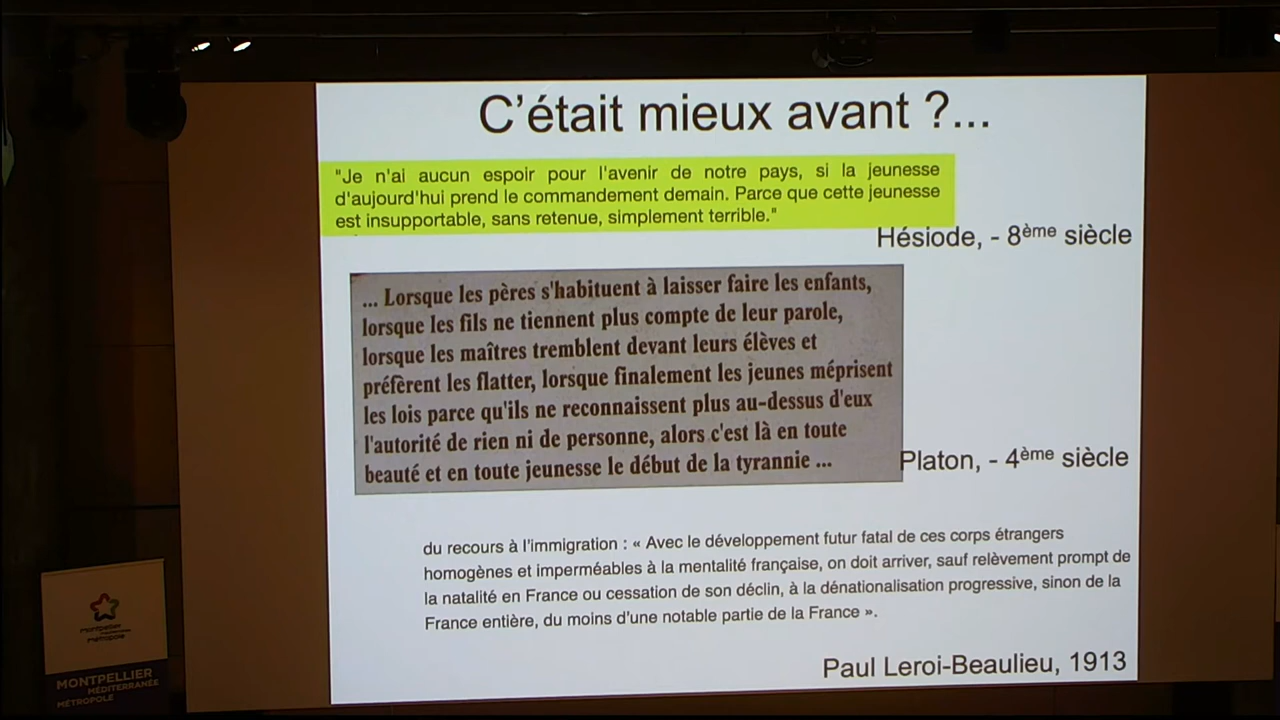 C'était mieux avant ?...
"Je n'ai aucun espoir pour l'avenir de notre pays, si la jeunesse
d'aujourd'hui prend le commandement demain. Parce que cette jeunesse
est insupportable, sans retenue, simplement terrible."
Hésiode, - 8ème siècle
... Lorsque les pères s'habituent à laisser faire les enfants,
lorsque les fils ne tiennent plus compte de leur parole,
lorsque les maîtres tremblent devant leurs élèves et
préfèrent les flatter, lorsque finalement les jeunes méprisent
les lois parce qu'ils ne reconnaissent plus au-dessus d'eux
l'autorité de rien ni de personne, alors c'est là en toute
beauté et en toute jeunesse le début de la tyrannie ...
Platon, - 4ème siècle
du recours à l'immigration : « Avec le développement futur fatal de ces corps étrangers
homogènes et imperméables à la mentalité française, on doit arriver, sauf relèvement prompt de
la natalité en France ou cessation de son déclin, à la dénationalisation progressive, sinon de la
France entière, du moins d'une notable partie de la France ».
Paul Leroi-Beaulieu, 1913
montpellier
métropole
MONTPELLIER
MÉDITERRANÉE
MÉTROPOLE